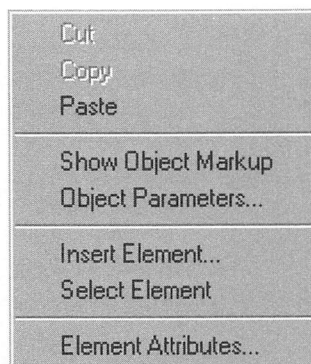 Cut
Copy
Paste
Show Object Markup
Object Parameters...
Insert Element...
Select Element
Element Attributes...